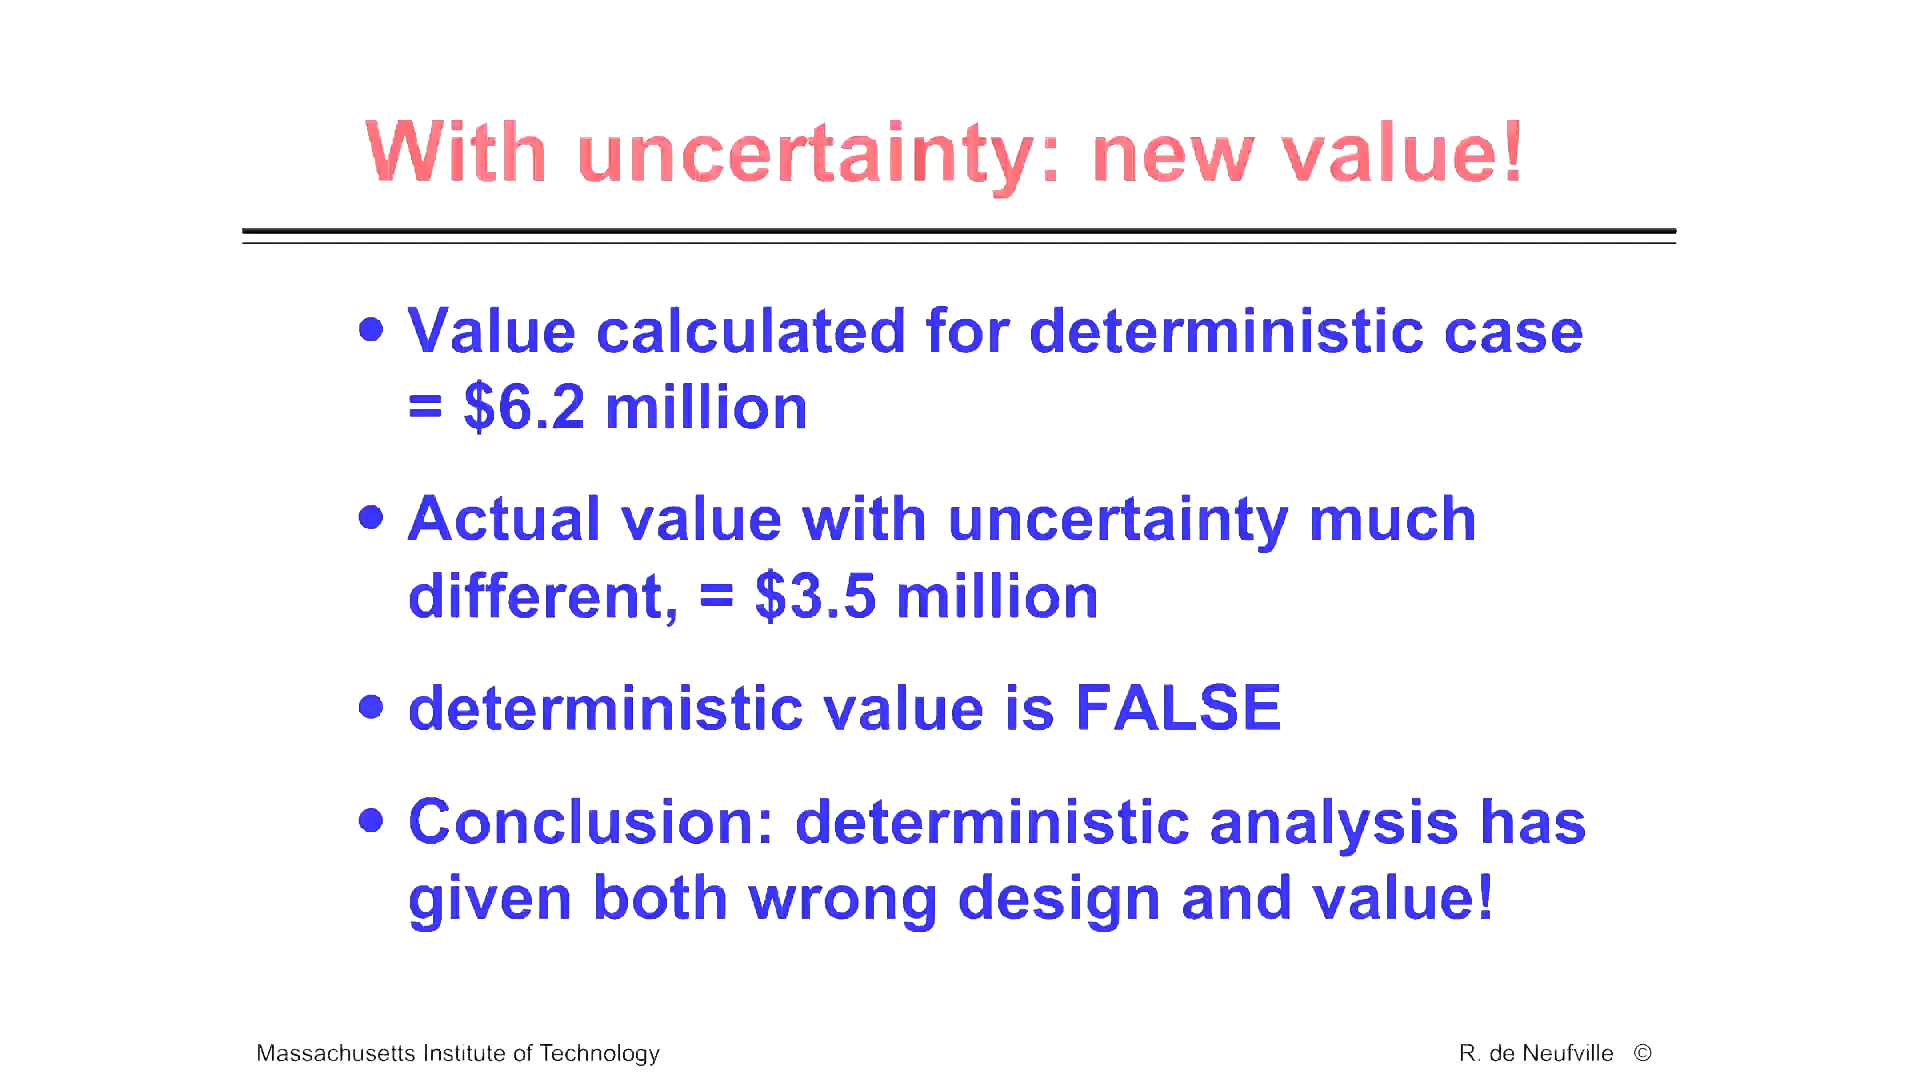 With uncertainty: new value!
• Value calculated for deterministic case
= $6.2 million
• Actual value with uncertainty much
different, = $3.5 million
• deterministic value is FALSE
• Conclusion: deterministic analysis has
given both wrong design and value!
Massachusetts Institute of Technology
R. de Neufville ©